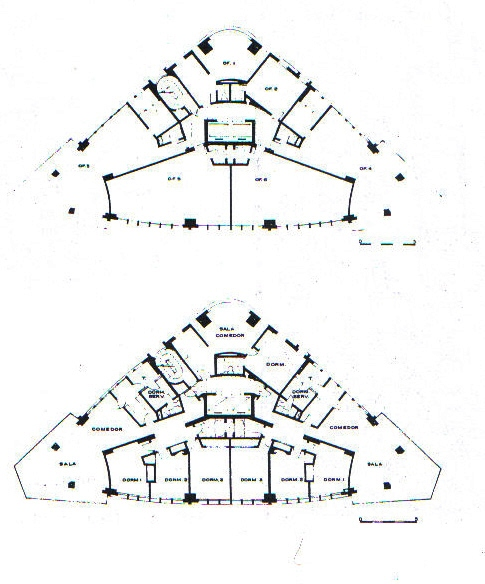 OF. 1
OF. 2
OF. 3
OF. 5
OF. 6
OF. 4
SALA
COMEDOR
DORM.
DORM.
SERV.
DORM.
SERV.
COMEDOR
COMEDOR
SALA
SALA
DORM 1
DORM. 2
DORM. 3
DORM. 3
DORM. 2
DORM 1